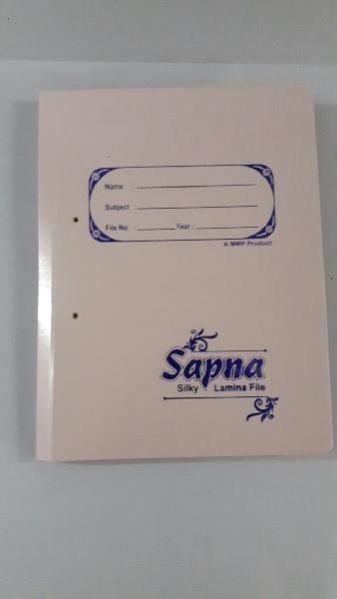 Name
Subject
File No. Year
A MMP Product
Sapna
Silky Lamina File